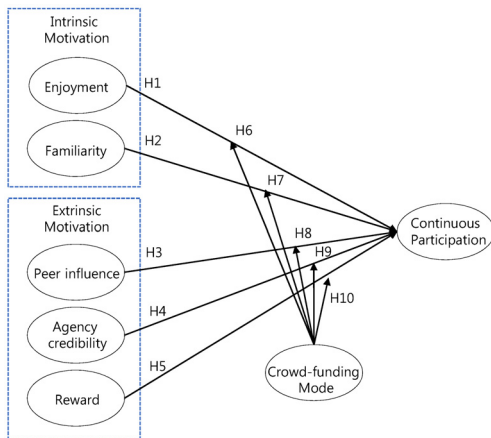 Intrinsic
Motivation
Enjoyment
H1
Familiarity
H2
H6
H7
Extrinsic
Motivation
Peer influence
H3
Agency
credibility
H4
Reward
H5
H8
H9
H10
Continuous
Participation
Crowd-funding
Mode